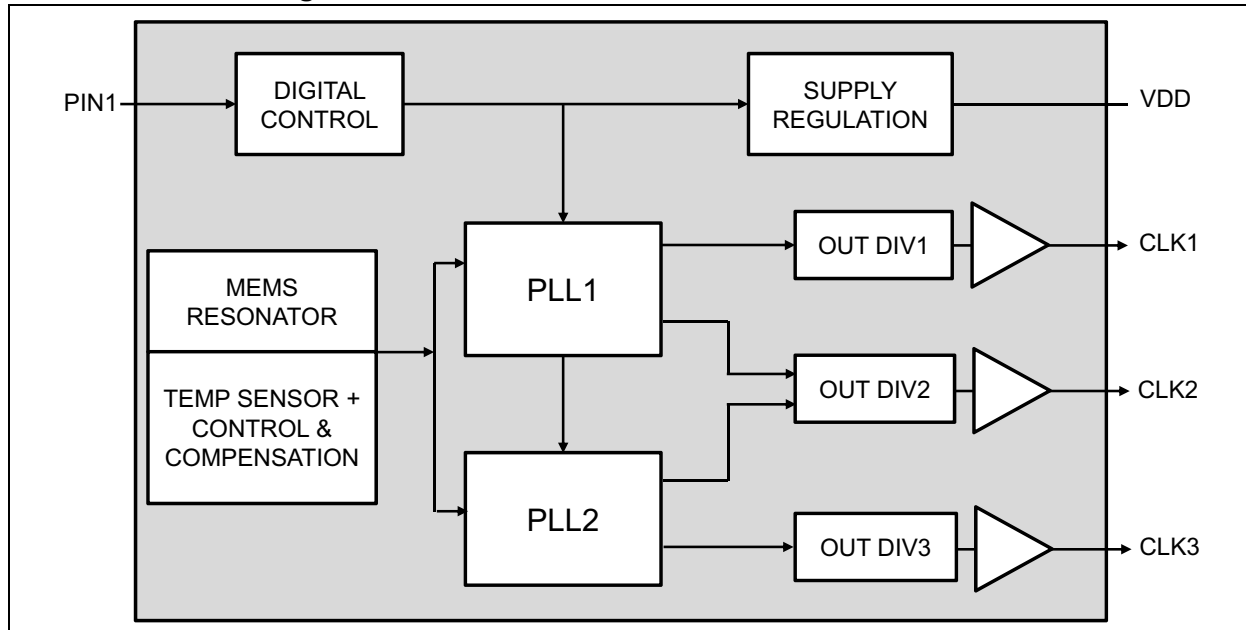 PIN1
DIGITAL
CONTROL
SUPPLY
REGULATION
VDD
MEMS
RESONATOR
TEMP SENSOR +
CONTROL &
COMPENSATION
PLL1
PLL2
OUT DIV1
CLK1
OUT DIV2
CLK2
OUT DIV3
CLK3